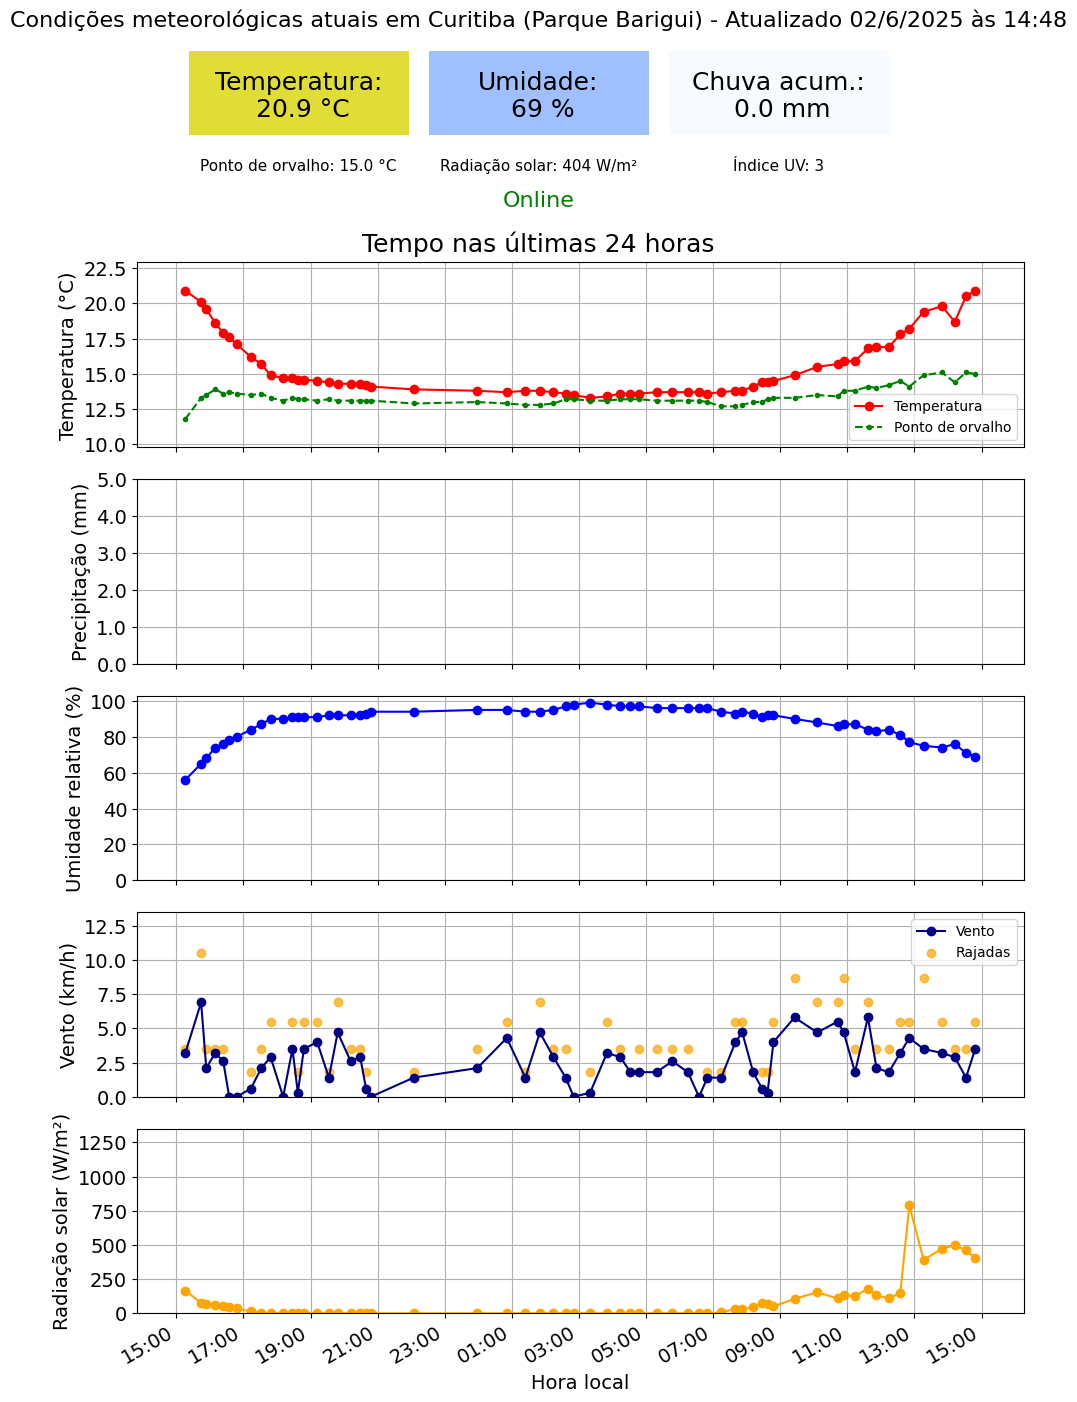 Condições meteorológicas atuais em Curitiba (Parque Barigui) - Atualizado 02/6/2025 às 14:48
Temperatura:
20.9 °C
Umidade:
69 %
Chuva acum.:
0.0 mm
Ponto de orvalho: 15.0 °C
Radiação solar: 404 W/m²
Índice UV: 3
Online
Tempo nas últimas 24 horas
Temperatura (°C)
22.5
20.0
17.5
15.0
12.5
10.0
Temperatura
Ponto de orvalho
Precipitação (mm)
5.0
4.0
3.0
2.0
1.0
0.0
Umidade relativa (%)
100
80
60
40
20
0
Vento (km/h)
12.5
10.0
7.5
5.0
2.5
0.0
Vento
Rajadas
Radiação solar (W/m²)
1250
1000
750
500
250
0
15:00
17:00
19:00
21:00
23:00
01:00
03:00
05:00
07:00
09:00
11:00
13:00
15:00
Hora local